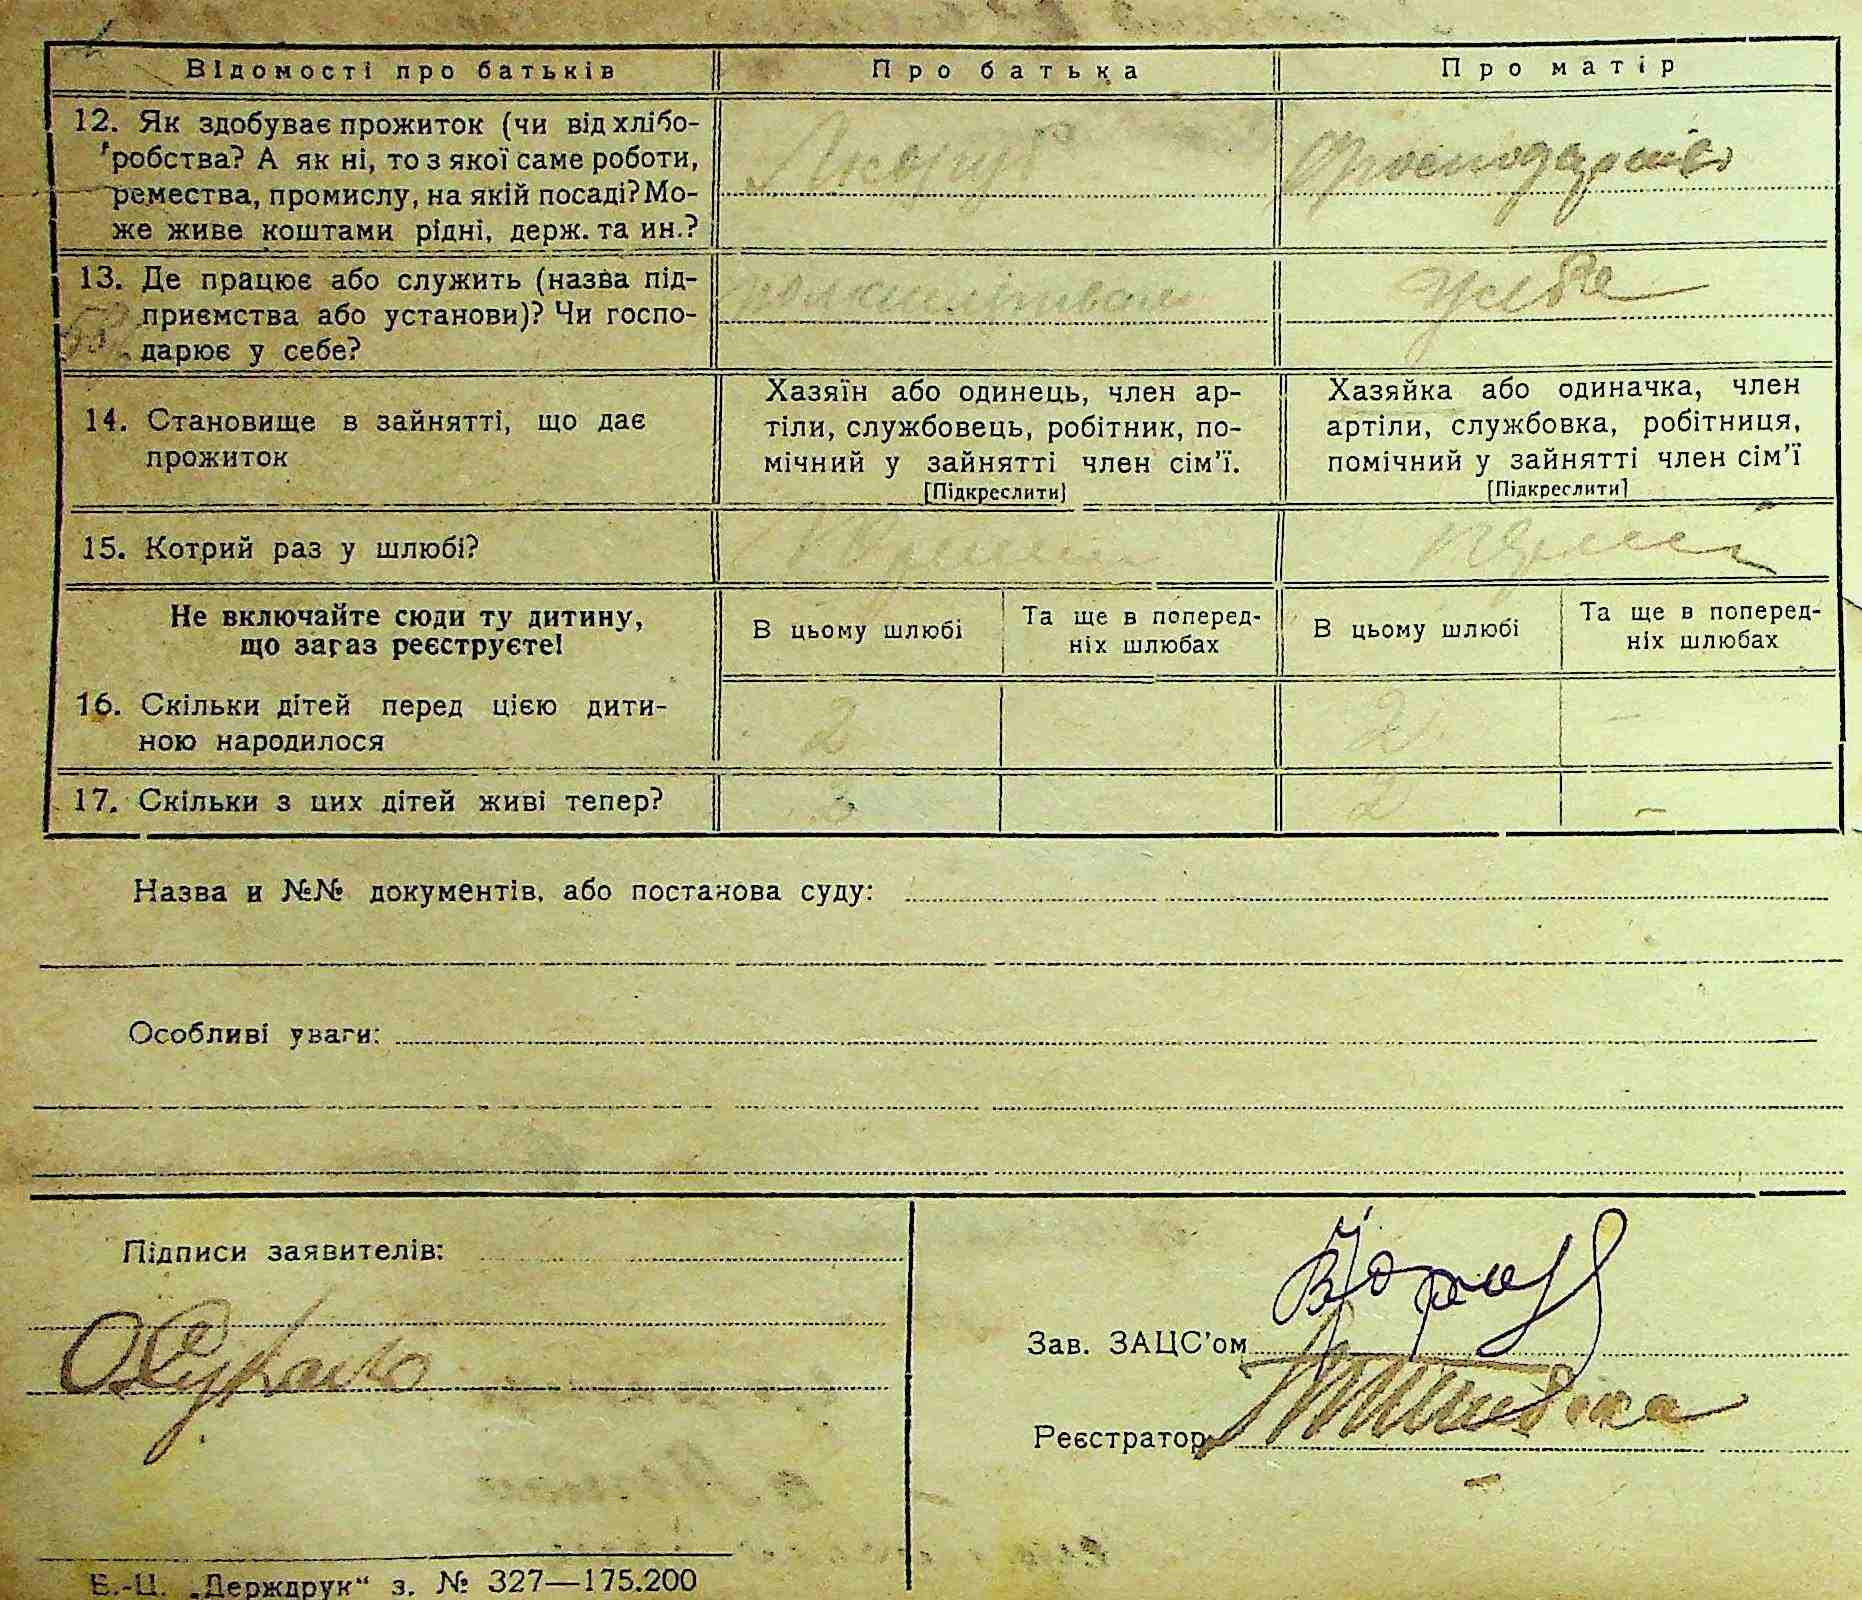 Відомості про батьків
Про батька
Про матір
12. Як здобуває прожиток (чи від хлібо-
робства? А як ні, то з якої саме роботи,
ремества, промислу, на якій посаді? Мо-
же живе коштами рідні, держ. та ин.?
13. Де працює або служить (назва під-
приємства або установи)? Чи госпо-
дарює у себе?
у себе
14. Становище в зайнятті, що дає
прожиток
Хазяїн або одинець, член ар-
тіли, службовець, робітник, по-
мічний у зайнятті член сім’ї.
[Підкреслити]
Хазяйка або одиначка, член
артіли, службовка, робітниця,
помічний у зайнятті член сім’ї
[Підкреслити]
15. Котрий раз у шлюбі?
Не включайте сюди ту дитину,
що зараз реєструєте!
В цьому шлюбі
Та ще в поперед-
ніх шлюбах
В цьому шлюбі
Та ще в поперед-
ніх шлюбах
16. Скільки дітей перед цією дити-
ною народилося
2
2
-
17. Скільки з цих дітей живі тепер?
2
-
Назва и №№ документів, або постанова суду:
Особливі уваги:
Підписи заявителів:
Зав. ЗАЦС’ом
Реєстратор
Б.-Ц. „Держдрук“ з. № 327—175.200